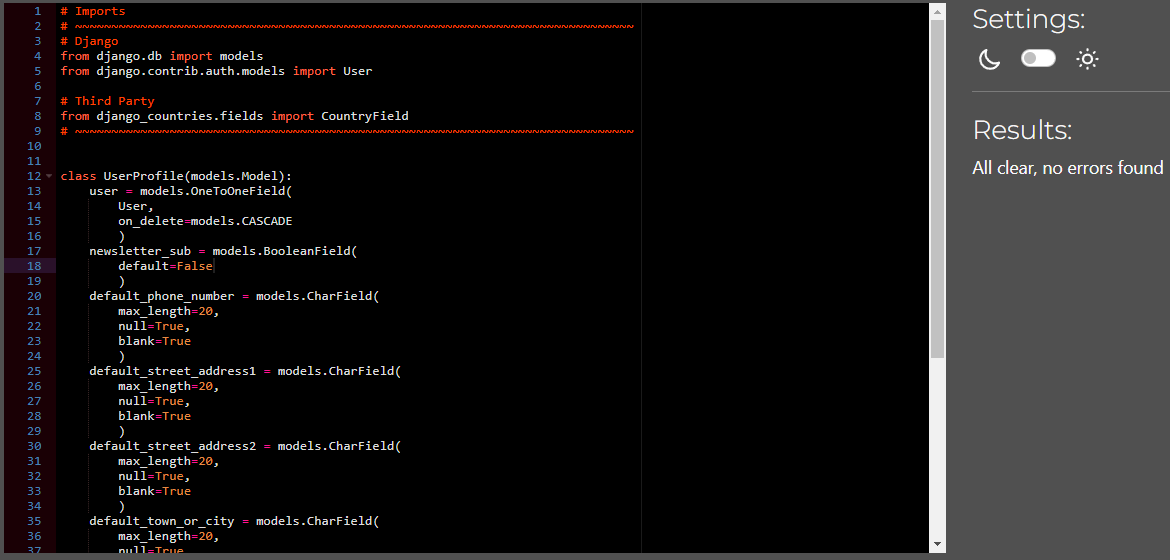 1 # Imports
2 # ~~~~~~~~~~~~~~~~~~~~~~~~~~~~~~~~~~~~~~~~~~~~~~~~~~~~~~~~~~~~~~~~~~~~~~~~~~~~~
3 # Django
4 from django.db import models
5 from django.contrib.auth.models import User
6
7 # Third Party
8 from django_countries.fields import CountryField
9 # ~~~~~~~~~~~~~~~~~~~~~~~~~~~~~~~~~~~~~~~~~~~~~~~~~~~~~~~~~~~~~~~~~~~~~~~~~~~~~
10
11
12 class UserProfile(models.Model):
13     user = models.OneToOneField(
14         User,
15         on_delete=models.CASCADE
16         )
17     newsletter_sub = models.BooleanField(
18         default=False
19         )
20     default_phone_number = models.CharField(
21         max_length=20,
22         null=True,
23         blank=True
24         )
25     default_street_address1 = models.CharField(
26         max_length=20,
27         null=True,
28         blank=True
29         )
30     default_street_address2 = models.CharField(
31         max_length=20,
32         null=True,
33         blank=True
34         )
35     default_town_or_city = models.CharField(
36         max_length=20,
37         null=True,
Settings:
Results:
All clear, no errors found